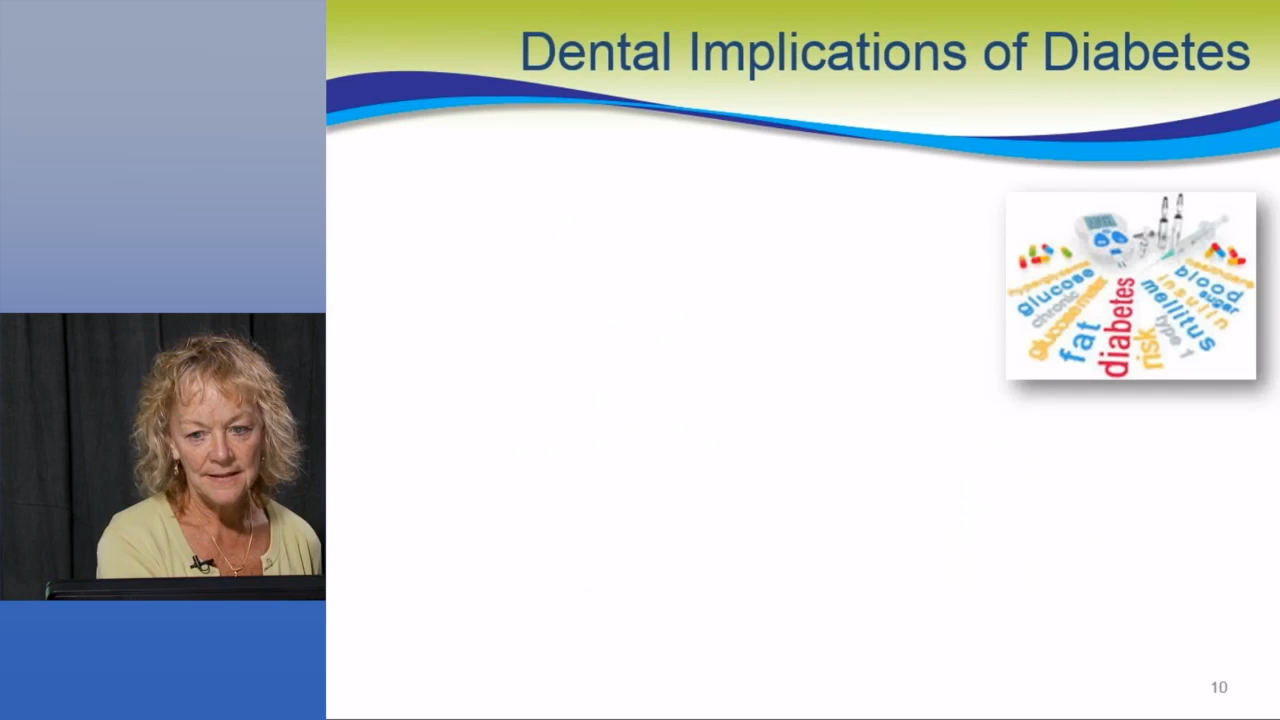 Dental Implications of Diabetes
glucose
chronic
fat
diabetes
risk
type 1
mellitus
insulin
blood
sugar
10